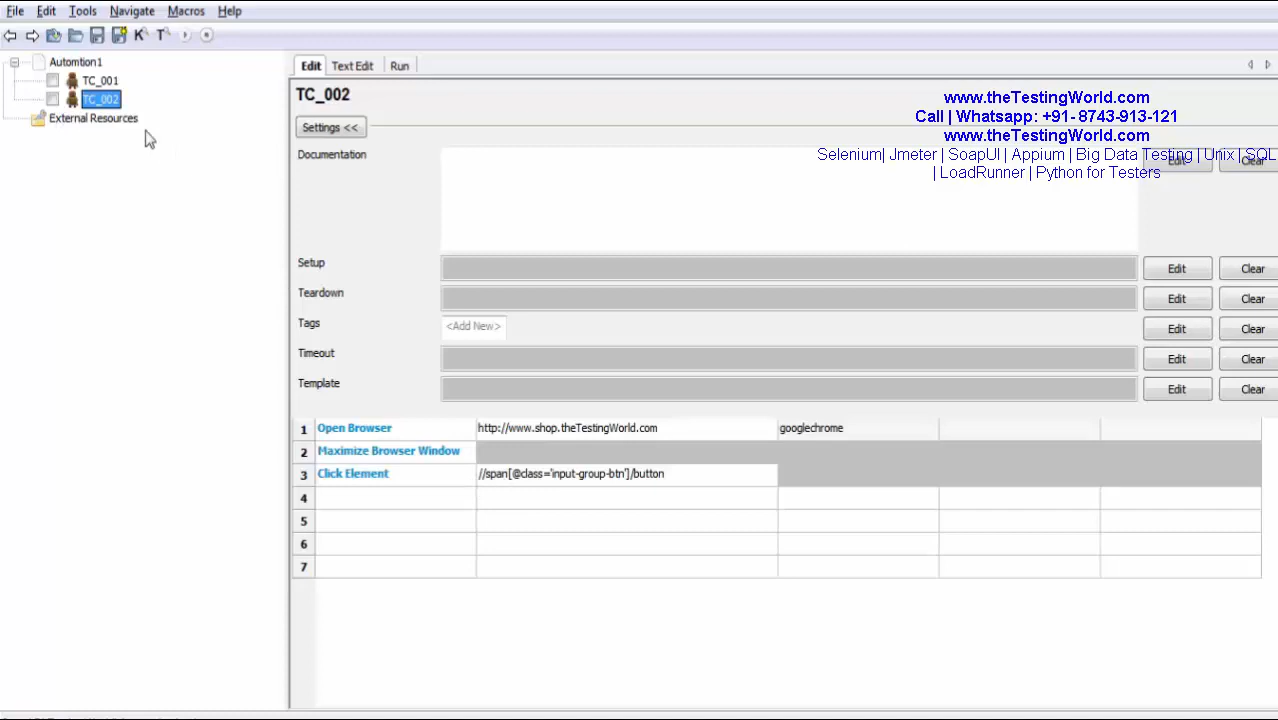 File Edit Tools Navigate Macros Help
K T
Automtion1
TC_001
TC_002
External Resources
Edit Text Edit Run
TC_002
www.theTestingWorld.com
Call | Whatsapp: +91- 8743-913-121
www.theTestingWorld.com
Selenium| Jmeter | SoapUI | Appium | Big Data Testing | Unix | SQL
| LoadRunner | Python for Testers
Settings <<
Documentation Edit Clear
Setup Edit Clear
Teardown Edit Clear
Tags <Add New> Edit Clear
Timeout Edit Clear
Template Edit Clear
1 Open Browser http://www.shop.theTestingWorld.com googlechrome
2 Maximize Browser Window
3 Click Element //span[@class='input-group-btn']/button
4
5
6
7